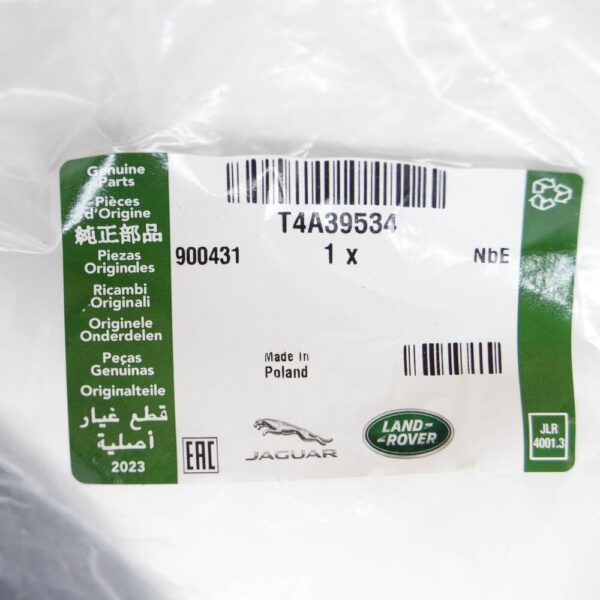 Genuine
Parts
Pièces
d'Origine
純正部品
Piezas
Originales
Ricambi
Originali
Originele
Onderdelen
Peças
Genuinas
Originalteile
قطع غيار
أصلية
2023
T4A39534
900431 1 x NbE
Made in
Poland
EAC
JAGUAR
LAND-
-ROVER
JLR
4001.3